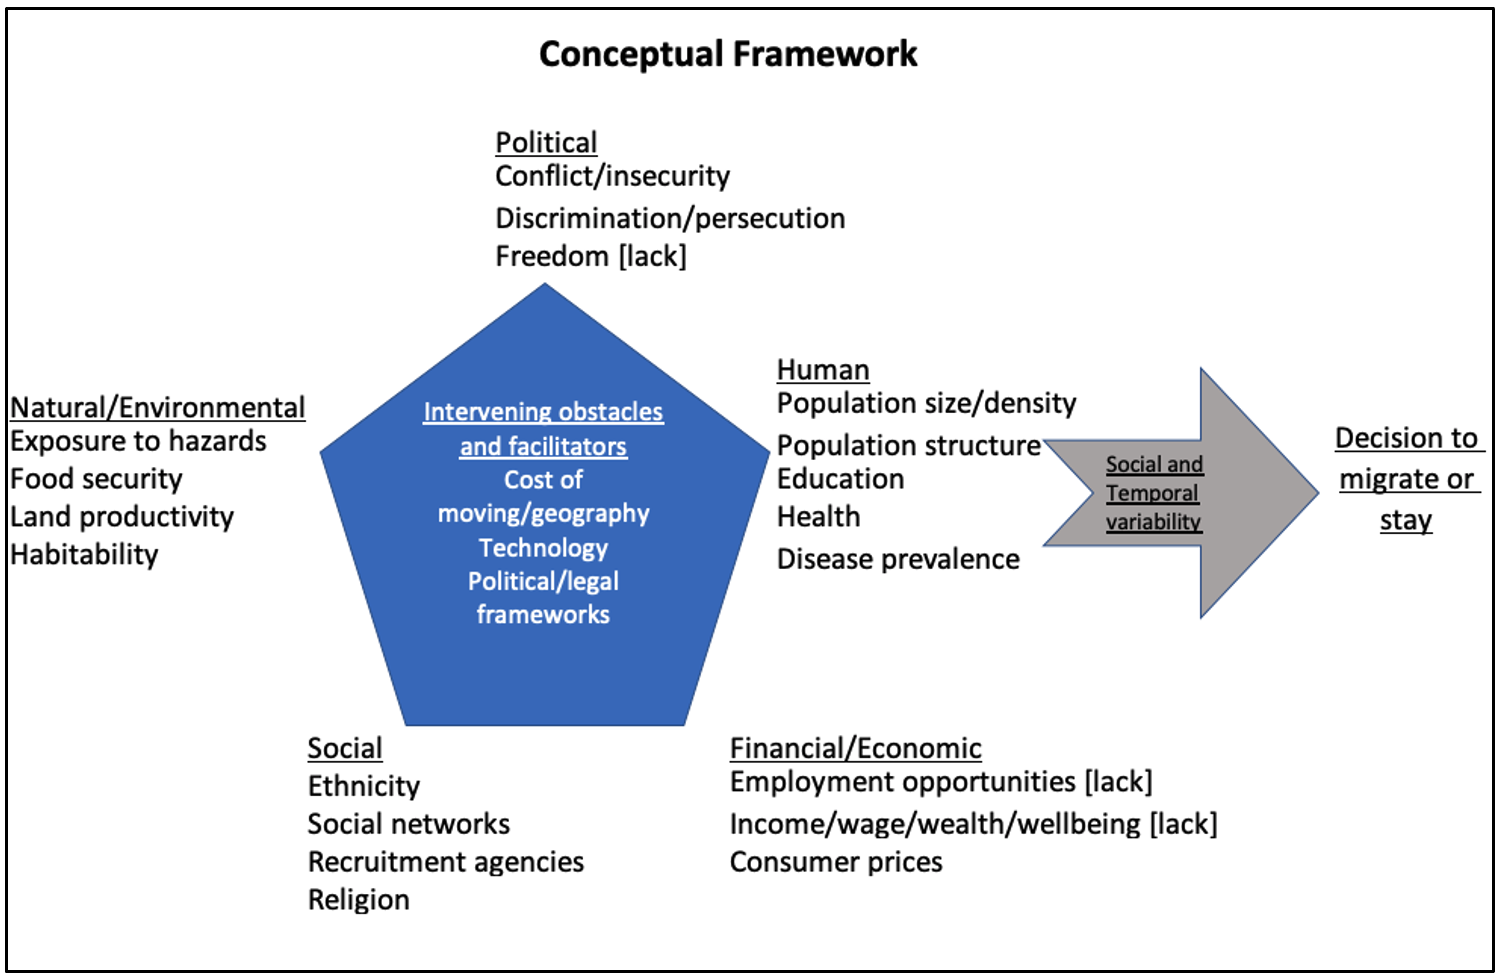 Conceptual Framework
Political
Conflict/insecurity
Discrimination/persecution
Freedom [lack]
Natural/Environmental
Exposure to hazards
Food security
Land productivity
Habitability
Intervening obstacles
and facilitators
Cost of
moving/geography
Technology
Political/legal
frameworks
Human
Population size/density
Population structure
Education
Health
Disease prevalence
Social and
Temporal
variability
Decision to
migrate or
stay
Social
Ethnicity
Social networks
Recruitment agencies
Religion
Financial/Economic
Employment opportunities [lack]
Income/wage/wealth/wellbeing [lack]
Consumer prices